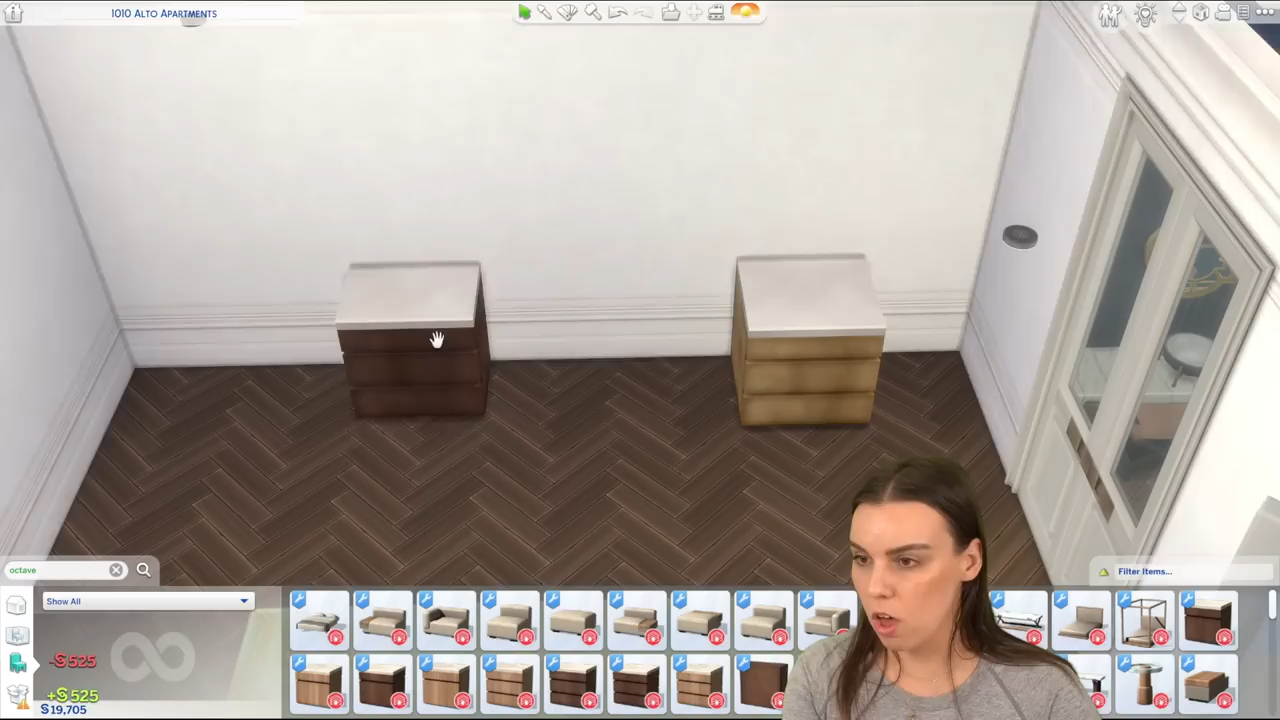 1010 Alto Apartments
octave
Filter Items...
Show All
-§525
+§525
§19,705